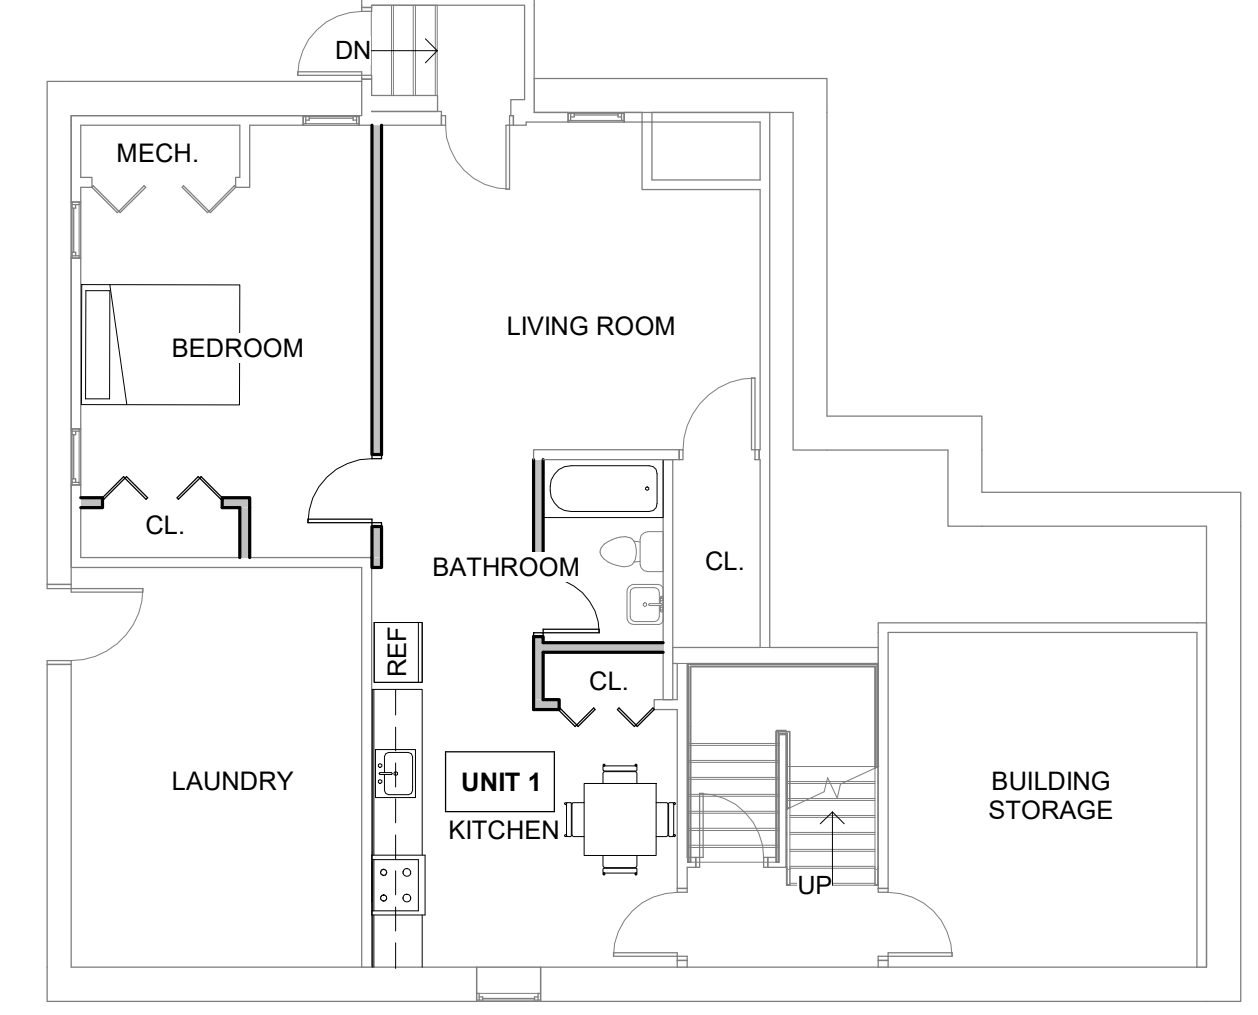 DN
MECH.
LIVING ROOM
BEDROOM
CL.
BATHROOM
CL.
REF
CL.
LAUNDRY
UNIT 1
KITCHEN
BUILDING
STORAGE
UP